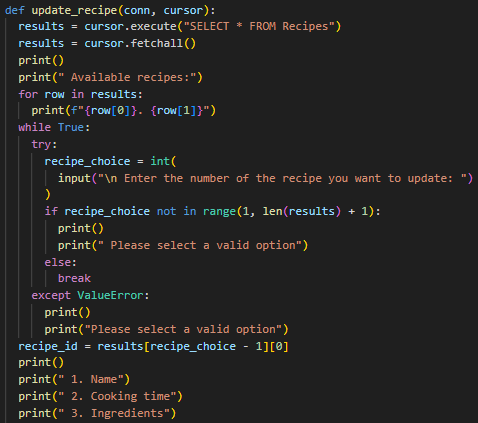 def update_recipe(conn, cursor):
  results = cursor.execute("SELECT * FROM Recipes")
  results = cursor.fetchall()
  print()
  print(" Available recipes:")
  for row in results:
    print(f"{row[0]}. {row[1]}")
  while True:
    try:
      recipe_choice = int(
        input("\n Enter the number of the recipe you want to update: ")
      )
      if recipe_choice not in range(1, len(results) + 1):
        print()
        print(" Please select a valid option")
      else:
        break
    except ValueError:
      print()
      print("Please select a valid option")
  recipe_id = results[recipe_choice - 1][0]
  print()
  print(" 1. Name")
  print(" 2. Cooking time")
  print(" 3. Ingredients")